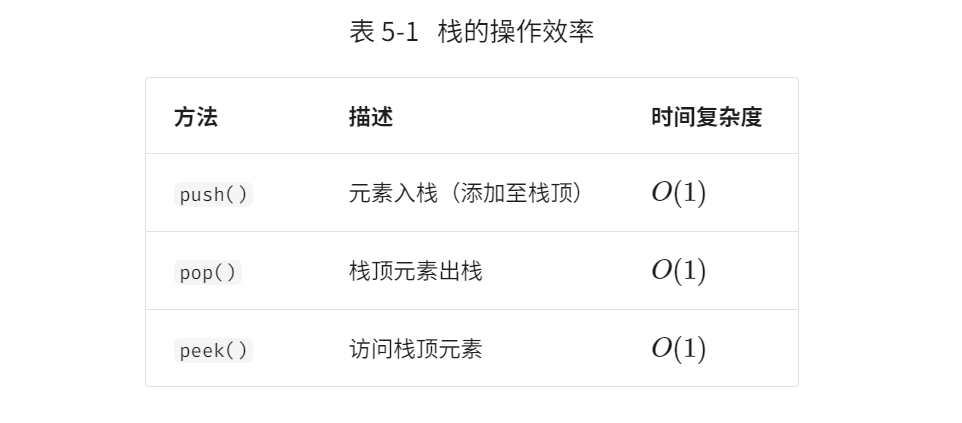 表 5-1 栈的操作效率
方法 描述 时间复杂度
push() 元素入栈（添加至栈顶） O(1)
pop() 栈顶元素出栈 O(1)
peek() 访问栈顶元素 O(1)